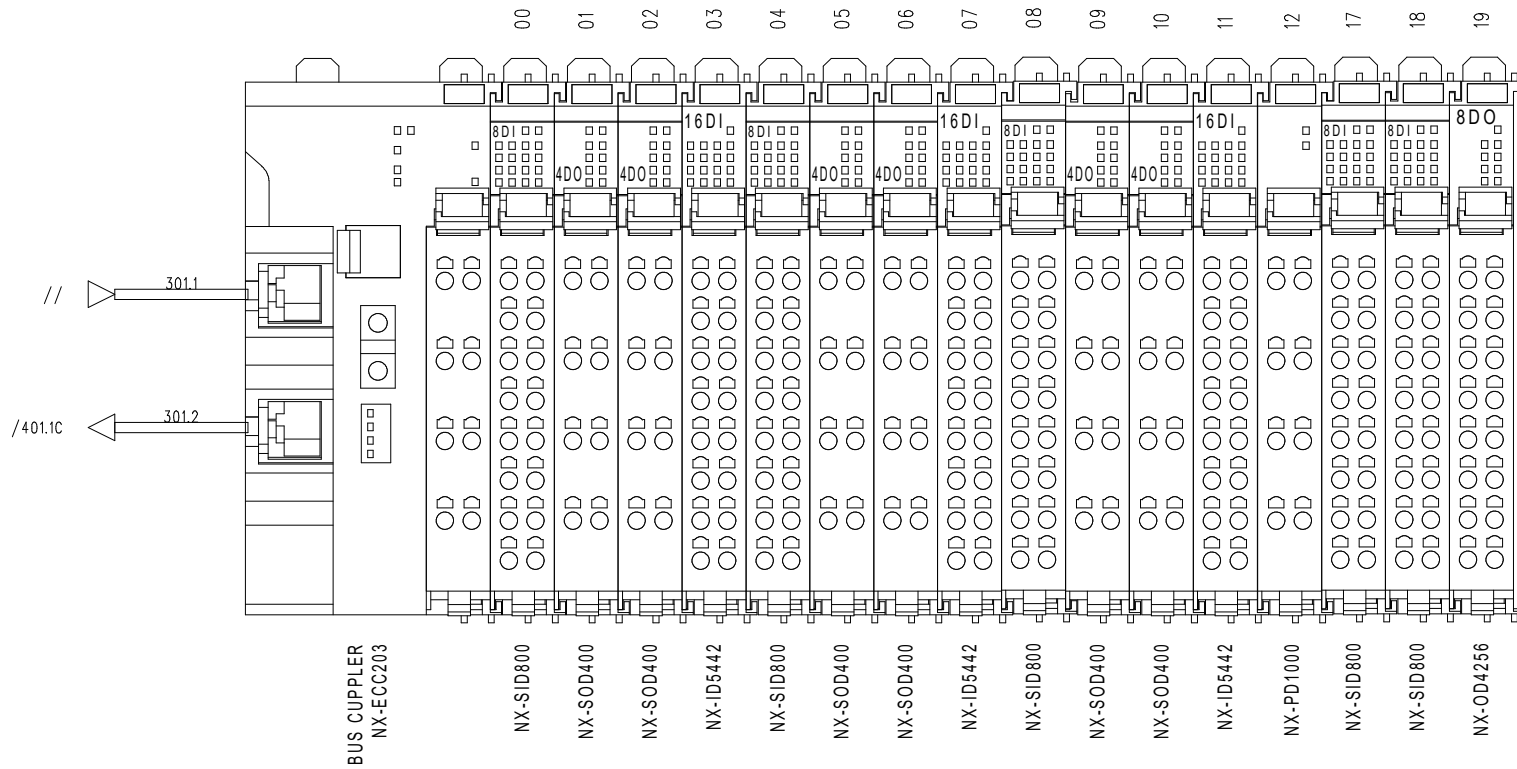 00 01 02 03 04 05 06 07 08 09 10 11 12 17 18 19
8DI 4DO 4DO 16DI 8DI 4DO 4DO 16DI 8DI 4DO 4DO 16DI 8DI 8DI 8DO
// 301.1
/401.1C 301.2
BUS CUPPLER
NX-ECC203
NX-SID800
NX-SOD400
NX-SOD400
NX-ID5442
NX-SID800
NX-SOD400
NX-SOD400
NX-ID5442
NX-SID800
NX-SOD400
NX-SOD400
NX-ID5442
NX-PD1000
NX-SID800
NX-SID800
NX-OD4256